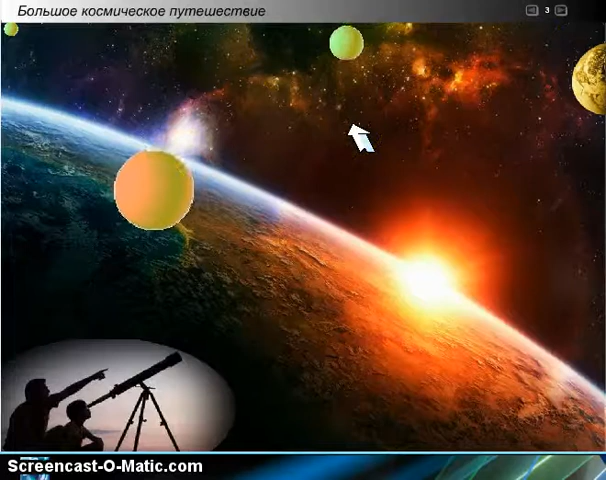 Большое космическое путешествие
3
Screencast-O-Matic.com